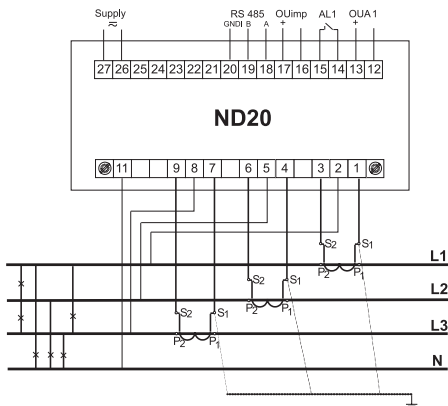 Supply RS 485 OUimp AL1 OUA 1
≂ GNDI B A + +
27 26 25 24 23 22 21 20 19 18 17 16 15 14 13 12
ND20
11 9 8 7 6 5 4 3 2 1
S2 S1
L1
P2 P1
S2 S1
L2
P2 P1
S2 S1
L3
P2 P1
N